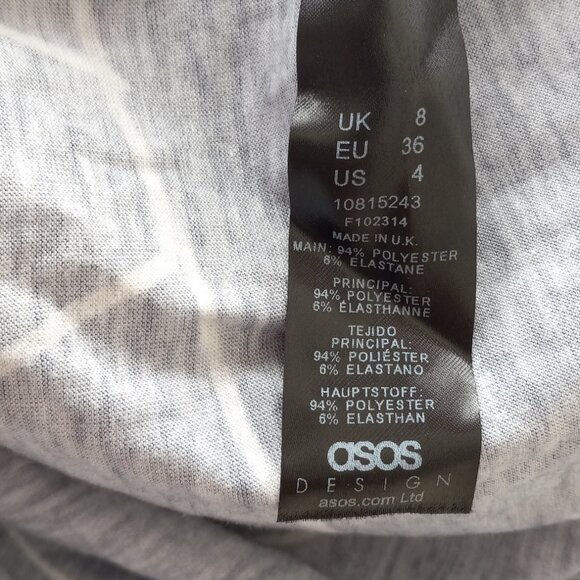 UK 8
EU 36
US 4
10815243
F102314
MADE IN U.K.
MAIN: 94% POLYESTER
6% ELASTANE
PRINCIPAL:
94% POLYESTER
6% ÉLASTHANNE
TEJIDO
PRINCIPAL:
94% POLIÉSTER
6% ELASTANO
HAUPTSTOFF:
94% POLYESTER
6% ELASTHAN
asos
DESIGN
asos.com Ltd